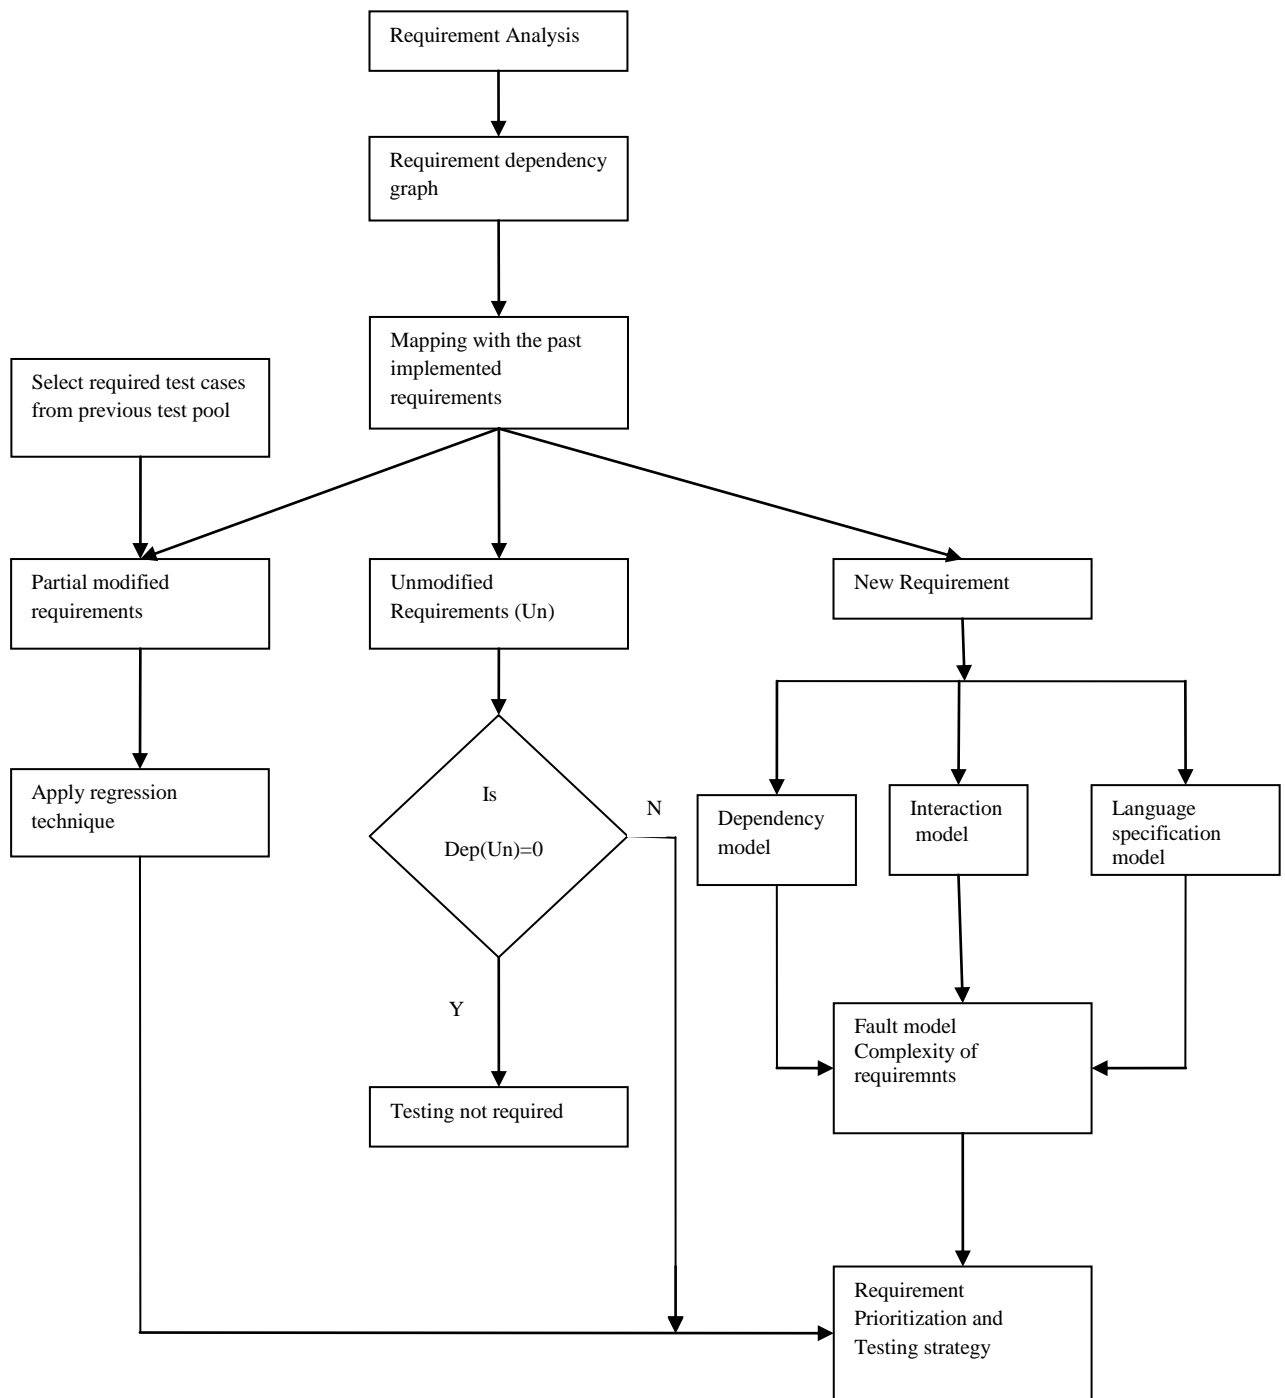 Requirement Analysis
Requirement dependency
graph
Mapping with the past
implemented
requirements
Select required test cases
from previous test pool
Partial modified
requirements
Unmodified
Requirements (Un)
New Requirement
Apply regression
technique
Is
Dep(Un)=0
N
Y
Dependency
model
Interaction
model
Language
specification
model
Fault model
Complexity of
requiremnts
Testing not required
Requirement
Prioritization and
Testing strategy